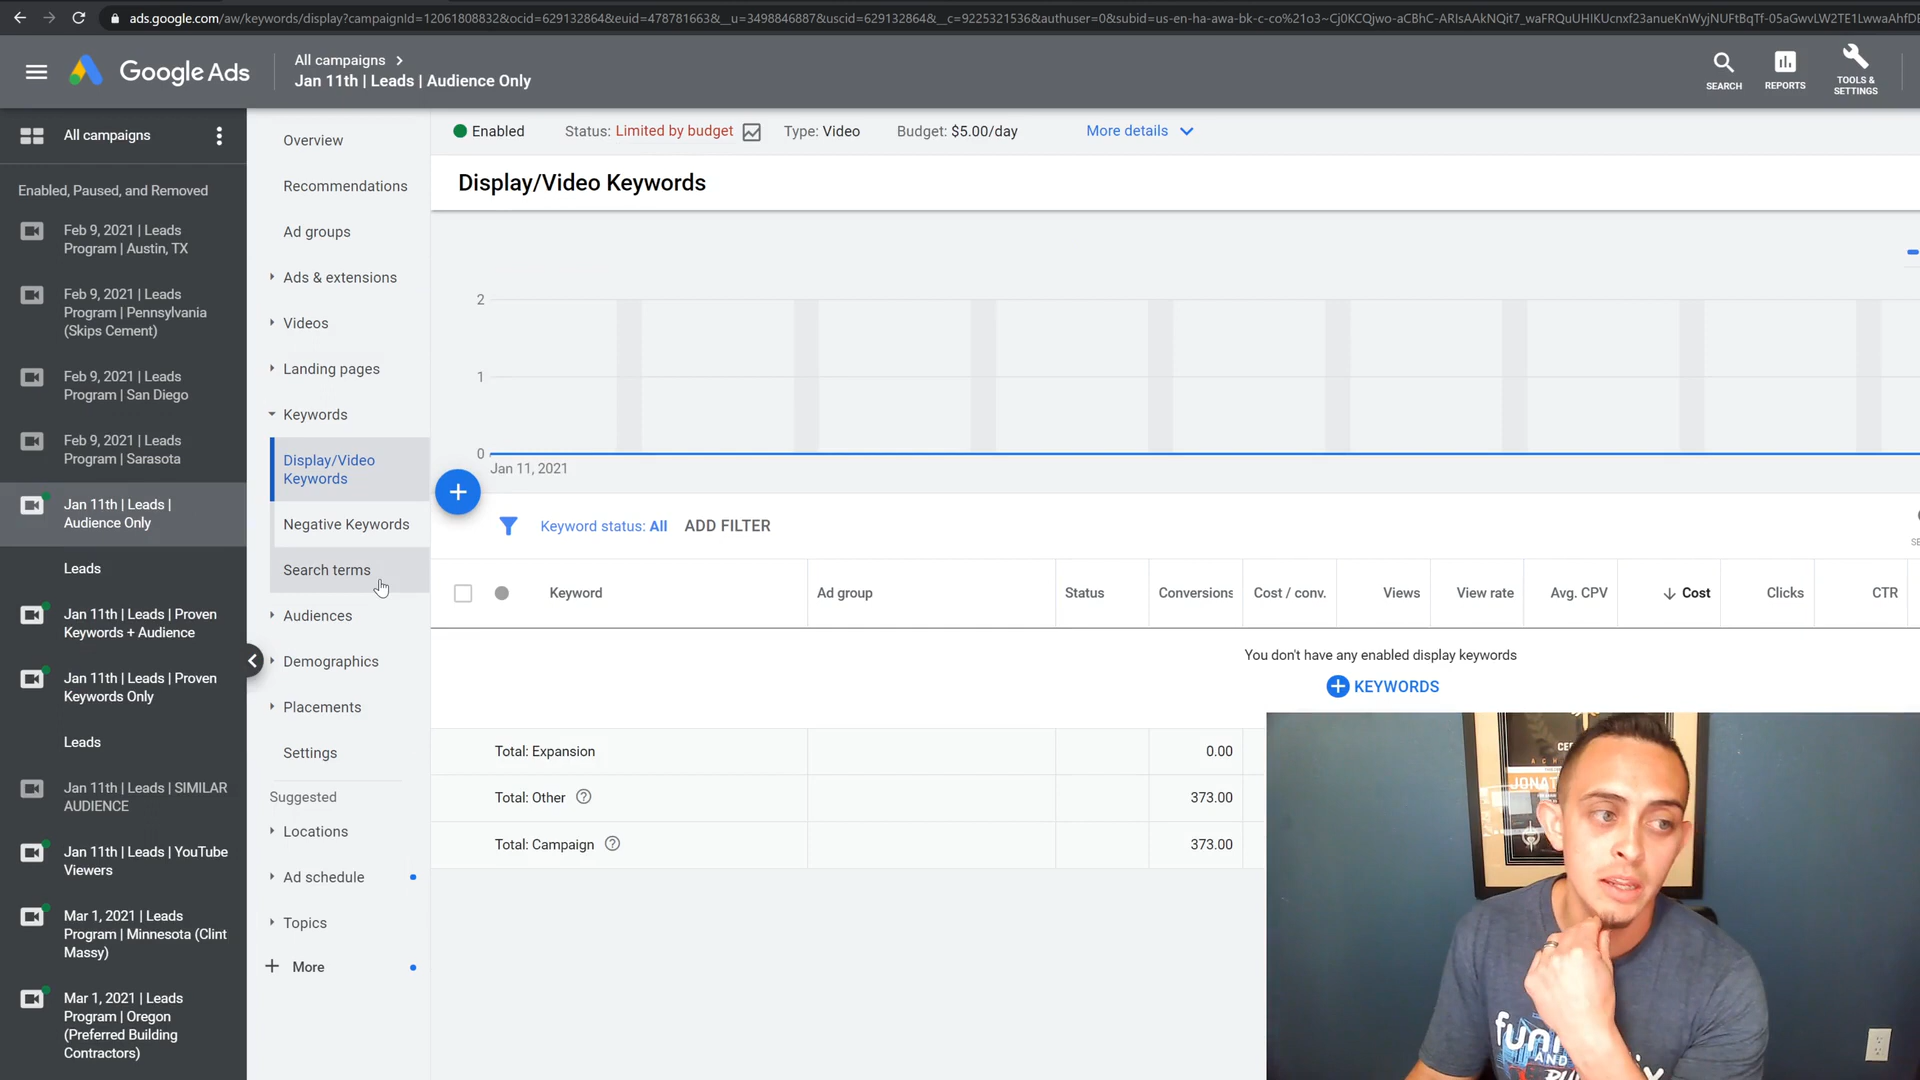 ads.google.com/aw/keywords/display?campaignId=12061808832&ocid=629132864&euid=478781663&__u=3498846887&uscid=629132864&__c=9225321536&authuser=0&subid=us-en-ha-awa-bk-c-co%21o3~
Google Ads
All campaigns >
Jan 11th | Leads | Audience Only
SEARCH
REPORTS
TOOLS &
SETTINGS
All campaigns
Enabled, Paused, and Removed
Feb 9, 2021 | Leads
Program | Austin, TX
Feb 9, 2021 | Leads
Program | Pennsylvania
(Skips Cement)
Feb 9, 2021 | Leads
Program | San Diego
Feb 9, 2021 | Leads
Program | Sarasota
Jan 11th | Leads |
Audience Only
Leads
Jan 11th | Leads | Proven
Keywords + Audience
Jan 11th | Leads | Proven
Keywords Only
Leads
Jan 11th | Leads | SIMILAR
AUDIENCE
Jan 11th | Leads | YouTube
Viewers
Mar 1, 2021 | Leads
Program | Minnesota (Clint
Massy)
Mar 1, 2021 | Leads
Program | Oregon
(Preferred Building
Contractors)
Overview
Recommendations
Ad groups
Ads & extensions
Videos
Landing pages
Keywords
Display/Video
Keywords
Negative Keywords
Search terms
Audiences
Demographics
Placements
Settings
Suggested
Locations
Ad schedule
Topics
+ More
Enabled Status: Limited by budget Type: Video Budget: $5.00/day More details
Display/Video Keywords
2
1
0
Jan 11, 2021
Keyword status: All ADD FILTER
Keyword Ad group Status Conversions Cost / conv. Views View rate Avg. CPV Cost Clicks CTR
You don't have any enabled display keywords
KEYWORDS
Total: Expansion 0.00
Total: Other 373.00
Total: Campaign 373.00
JONAT